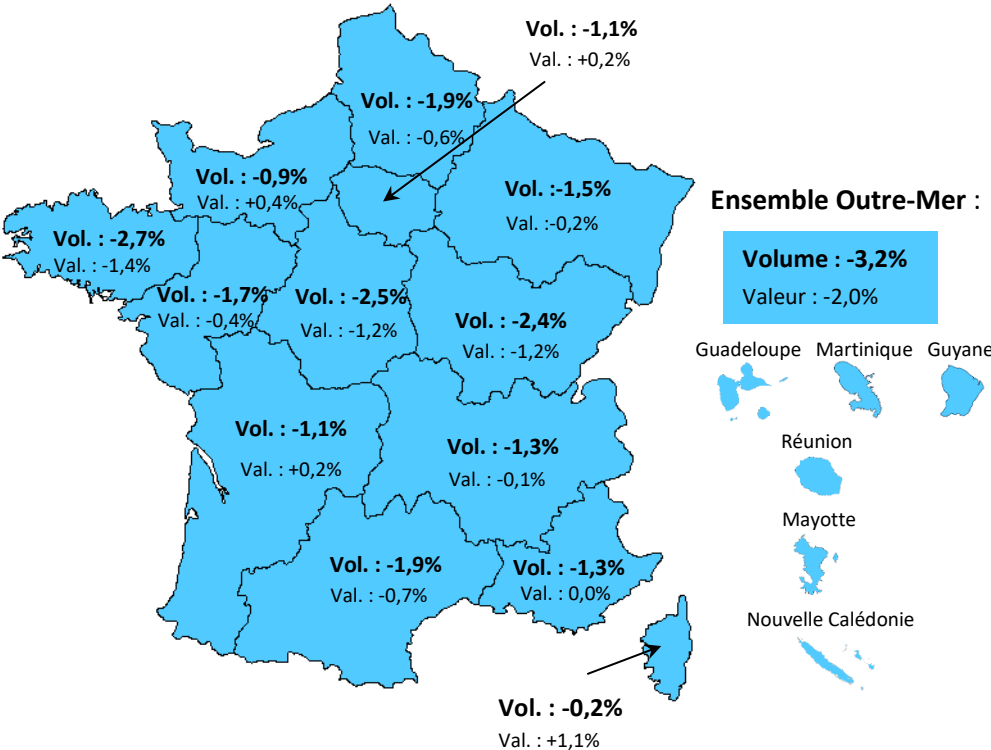 Vol. : -1,1%
Val. : +0,2%
Vol. : -1,9%
Val. : -0,6%
Vol. : -0,9%
Val. : +0,4%
Vol. :-1,5%
Val. :-0,2%
Vol. : -2,7%
Val. : -1,4%
Vol. : -1,7%
Val. : -0,4%
Vol. : -2,5%
Val. : -1,2%
Vol. : -2,4%
Val. : -1,2%
Vol. : -1,1%
Val. : +0,2%
Vol. : -1,3%
Val. : -0,1%
Vol. : -1,9%
Val. : -0,7%
Vol. : -1,3%
Val. : 0,0%
Vol. : -0,2%
Val. : +1,1%
Ensemble Outre-Mer :
Volume : -3,2%
Valeur : -2,0%
Guadeloupe Martinique Guyane
Réunion
Mayotte
Nouvelle Calédonie